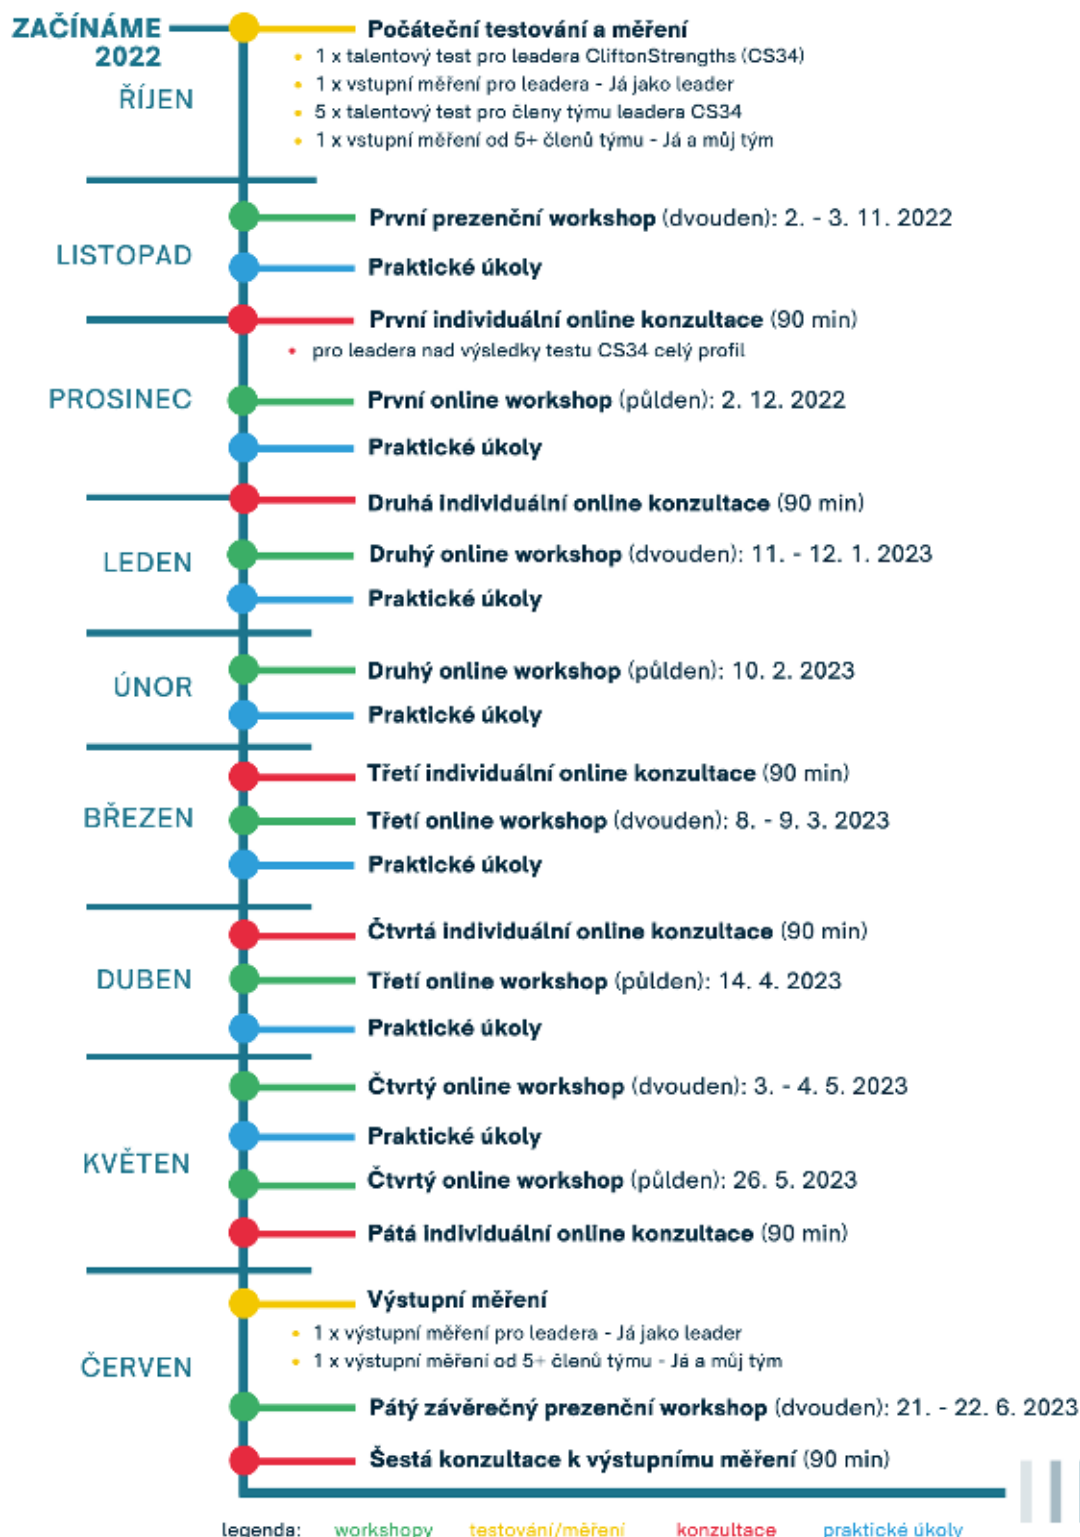 ZAČÍNÁME
2022
ŘÍJEN
Počáteční testování a měření
1 x talentový test pro leadera CliftonStrengths (CS34)
1 x vstupní měření pro leadera - Já jako leader
5 x talentový test pro členy týmu leadera CS34
1 x vstupní měření od 5+ členů týmu - Já a můj tým
LISTOPAD
První prezenční workshop (dvouden): 2. - 3. 11. 2022
Praktické úkoly
První individuální online konzultace (90 min)
pro leadera nad výsledky testu CS34 celý profil
PROSINEC
První online workshop (půlden): 2. 12. 2022
Praktické úkoly
Druhá individuální online konzultace (90 min)
LEDEN
Druhý online workshop (dvouden): 11. - 12. 1. 2023
Praktické úkoly
ÚNOR
Druhý online workshop (půlden): 10. 2. 2023
Praktické úkoly
BŘEZEN
Třetí individuální online konzultace (90 min)
Třetí online workshop (dvouden): 8. - 9. 3. 2023
Praktické úkoly
DUBEN
Čtvrtá individuální online konzultace (90 min)
Třetí online workshop (půlden): 14. 4. 2023
Praktické úkoly
KVĚTEN
Čtvrtý online workshop (dvouden): 3. - 4. 5. 2023
Praktické úkoly
Čtvrtý online workshop (půlden): 26. 5. 2023
Pátá individuální online konzultace (90 min)
ČERVEN
Výstupní měření
1 x výstupní měření pro leadera - Já jako leader
1 x výstupní měření od 5+ členů týmu - Já a můj tým
Pátý závěrečný prezenční workshop (dvouden): 21. - 22. 6. 2023
Šestá konzultace k výstupnímu měření (90 min)
legenda: workshopy testování/měření konzultace praktické úkoly